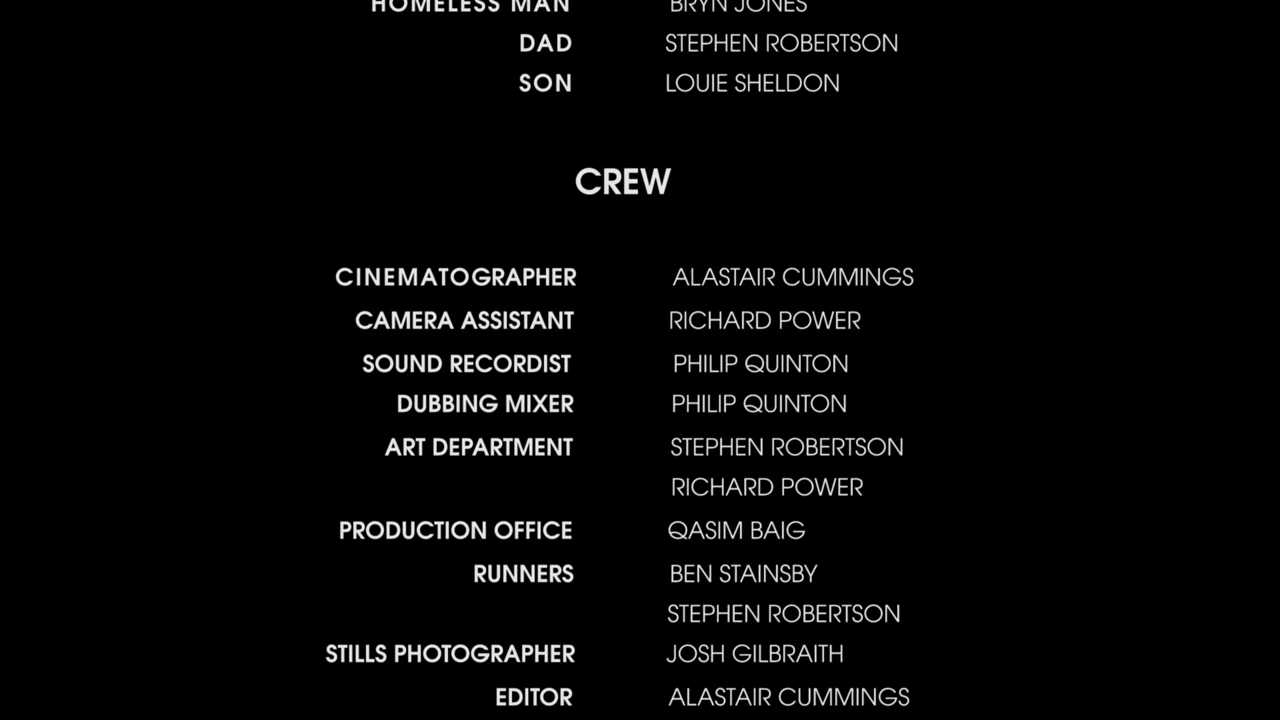 HOMELESS MAN BRYN JONES
DAD STEPHEN ROBERTSON
SON LOUIE SHELDON
CREW
CINEMATOGRAPHER ALASTAIR CUMMINGS
CAMERA ASSISTANT RICHARD POWER
SOUND RECORDIST PHILIP QUINTON
DUBBING MIXER PHILIP QUINTON
ART DEPARTMENT STEPHEN ROBERTSON
RICHARD POWER
PRODUCTION OFFICE QASIM BAIG
RUNNERS BEN STAINSBY
STEPHEN ROBERTSON
STILLS PHOTOGRAPHER JOSH GILBRAITH
EDITOR ALASTAIR CUMMINGS